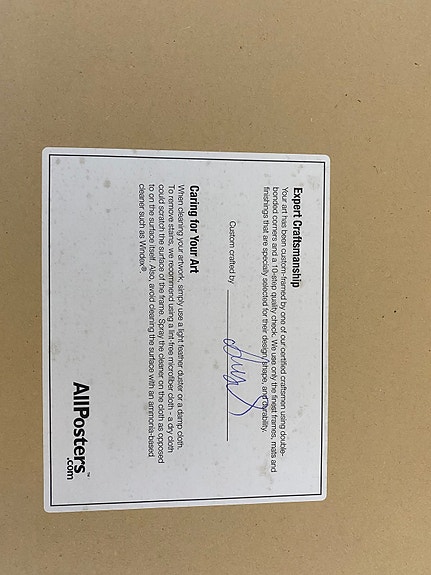 Expert Craftsmanship
Your art has been custom-framed by one of our certified craftsmen using double-
bonded corners and a 10-step quality check. We use only the finest frames, mats and
finishings that are specially selected for their design, shape, and durability.
Custom crafted by
Caring for Your Art
When cleaning your artwork, simply use a light feather duster or a damp cloth.
To remove stains, we recommend using a lint-free microfiber cloth - a dry cloth
could scratch the surface of the frame. Spray the cleaner on the cloth as opposed
to on the surface itself. Also, avoid cleaning the surface with an ammonia-based
cleaner such as Windex®
AllPosters™
.com